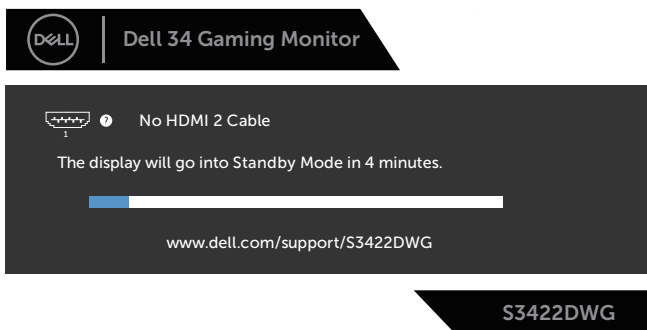 DELL
Dell 34 Gaming Monitor
? No HDMI 2 Cable
1
The display will go into Standby Mode in 4 minutes.
www.dell.com/support/S3422DWG
S3422DWG